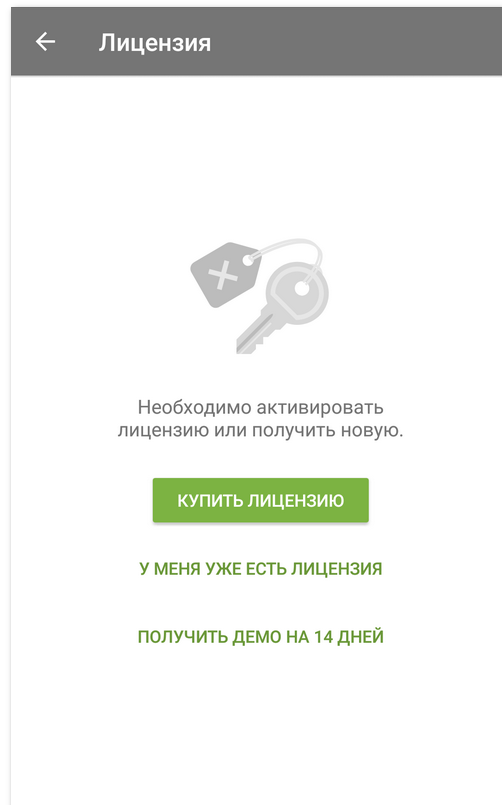 Лицензия
Необходимо активировать
лицензию или получить новую.
КУПИТЬ ЛИЦЕНЗИЮ
У МЕНЯ УЖЕ ЕСТЬ ЛИЦЕНЗИЯ
ПОЛУЧИТЬ ДЕМО НА 14 ДНЕЙ